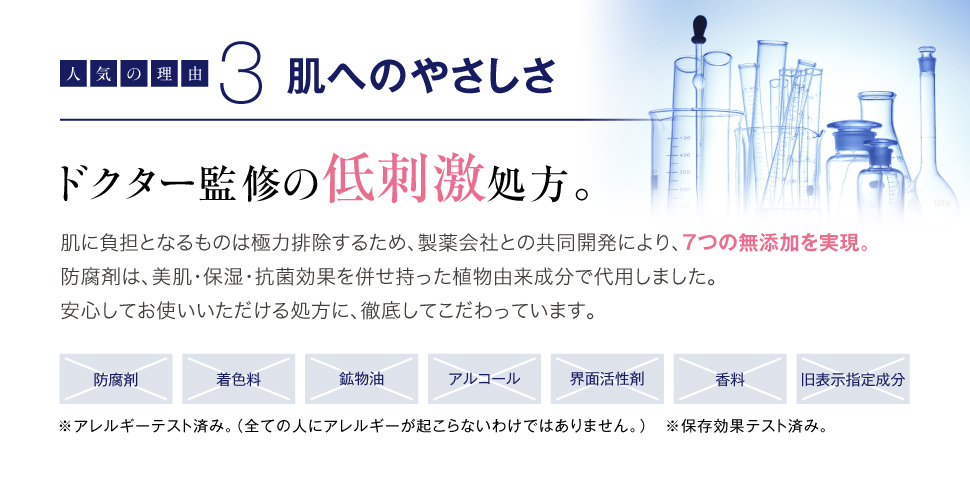 人気の理由 3 肌へのやさしさ
ドクター監修の低刺激処方。
肌に負担となるものは極力排除するため、製薬会社との共同開発により、7つの無添加を実現。
防腐剤は、美肌・保湿・抗菌効果を併せ持った植物由来成分で代用しました。
安心してお使いいただける処方に、徹底してこだわっています。
防腐剤 着色料 鉱物油 アルコール 界面活性剤 香料 旧表示指定成分
※アレルギーテスト済み。(全ての人にアレルギーが起こらないわけではありません。) ※保存効果テスト済み。